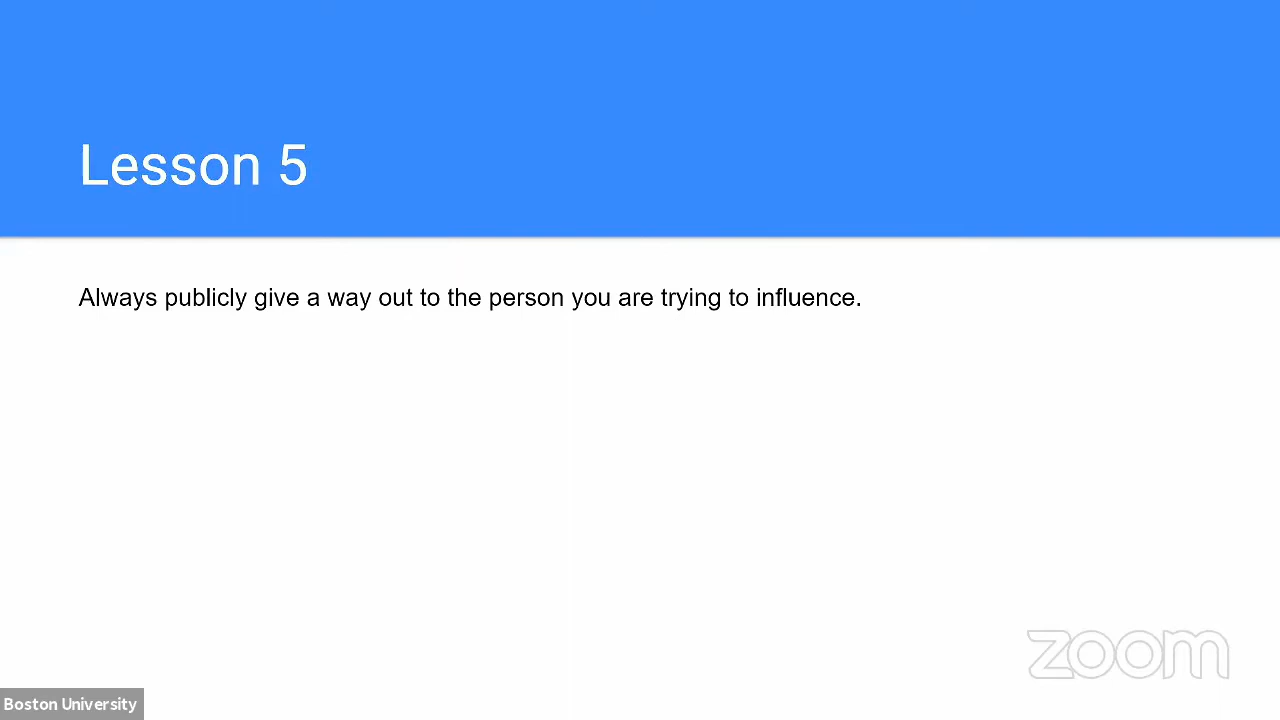 Lesson 5
Always publicly give a way out to the person you are trying to influence.
zoom
Boston University